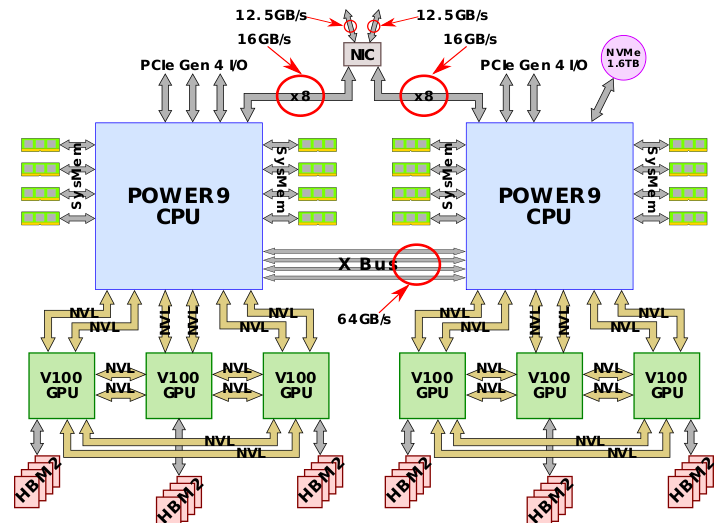 12.5GB/s
12.5GB/s
16GB/s
16GB/s
NIC
NVMe
1.6TB
PCIe Gen 4 I/O
PCIe Gen 4 I/O
x8
x8
SysMem
SysMem
SysMem
SysMem
POWER9
CPU
POWER9
CPU
X Bus
64GB/s
NVL
NVL
NVL
NVL
NVL
NVL
NVL
NVL
NVL
NVL
NVL
NVL
V100
GPU
V100
GPU
V100
GPU
V100
GPU
V100
GPU
V100
GPU
NVL
NVL
NVL
NVL
NVL
NVL
NVL
NVL
NVL
NVL
NVL
NVL
HBM2
HBM2
HBM2
HBM2
HBM2
HBM2